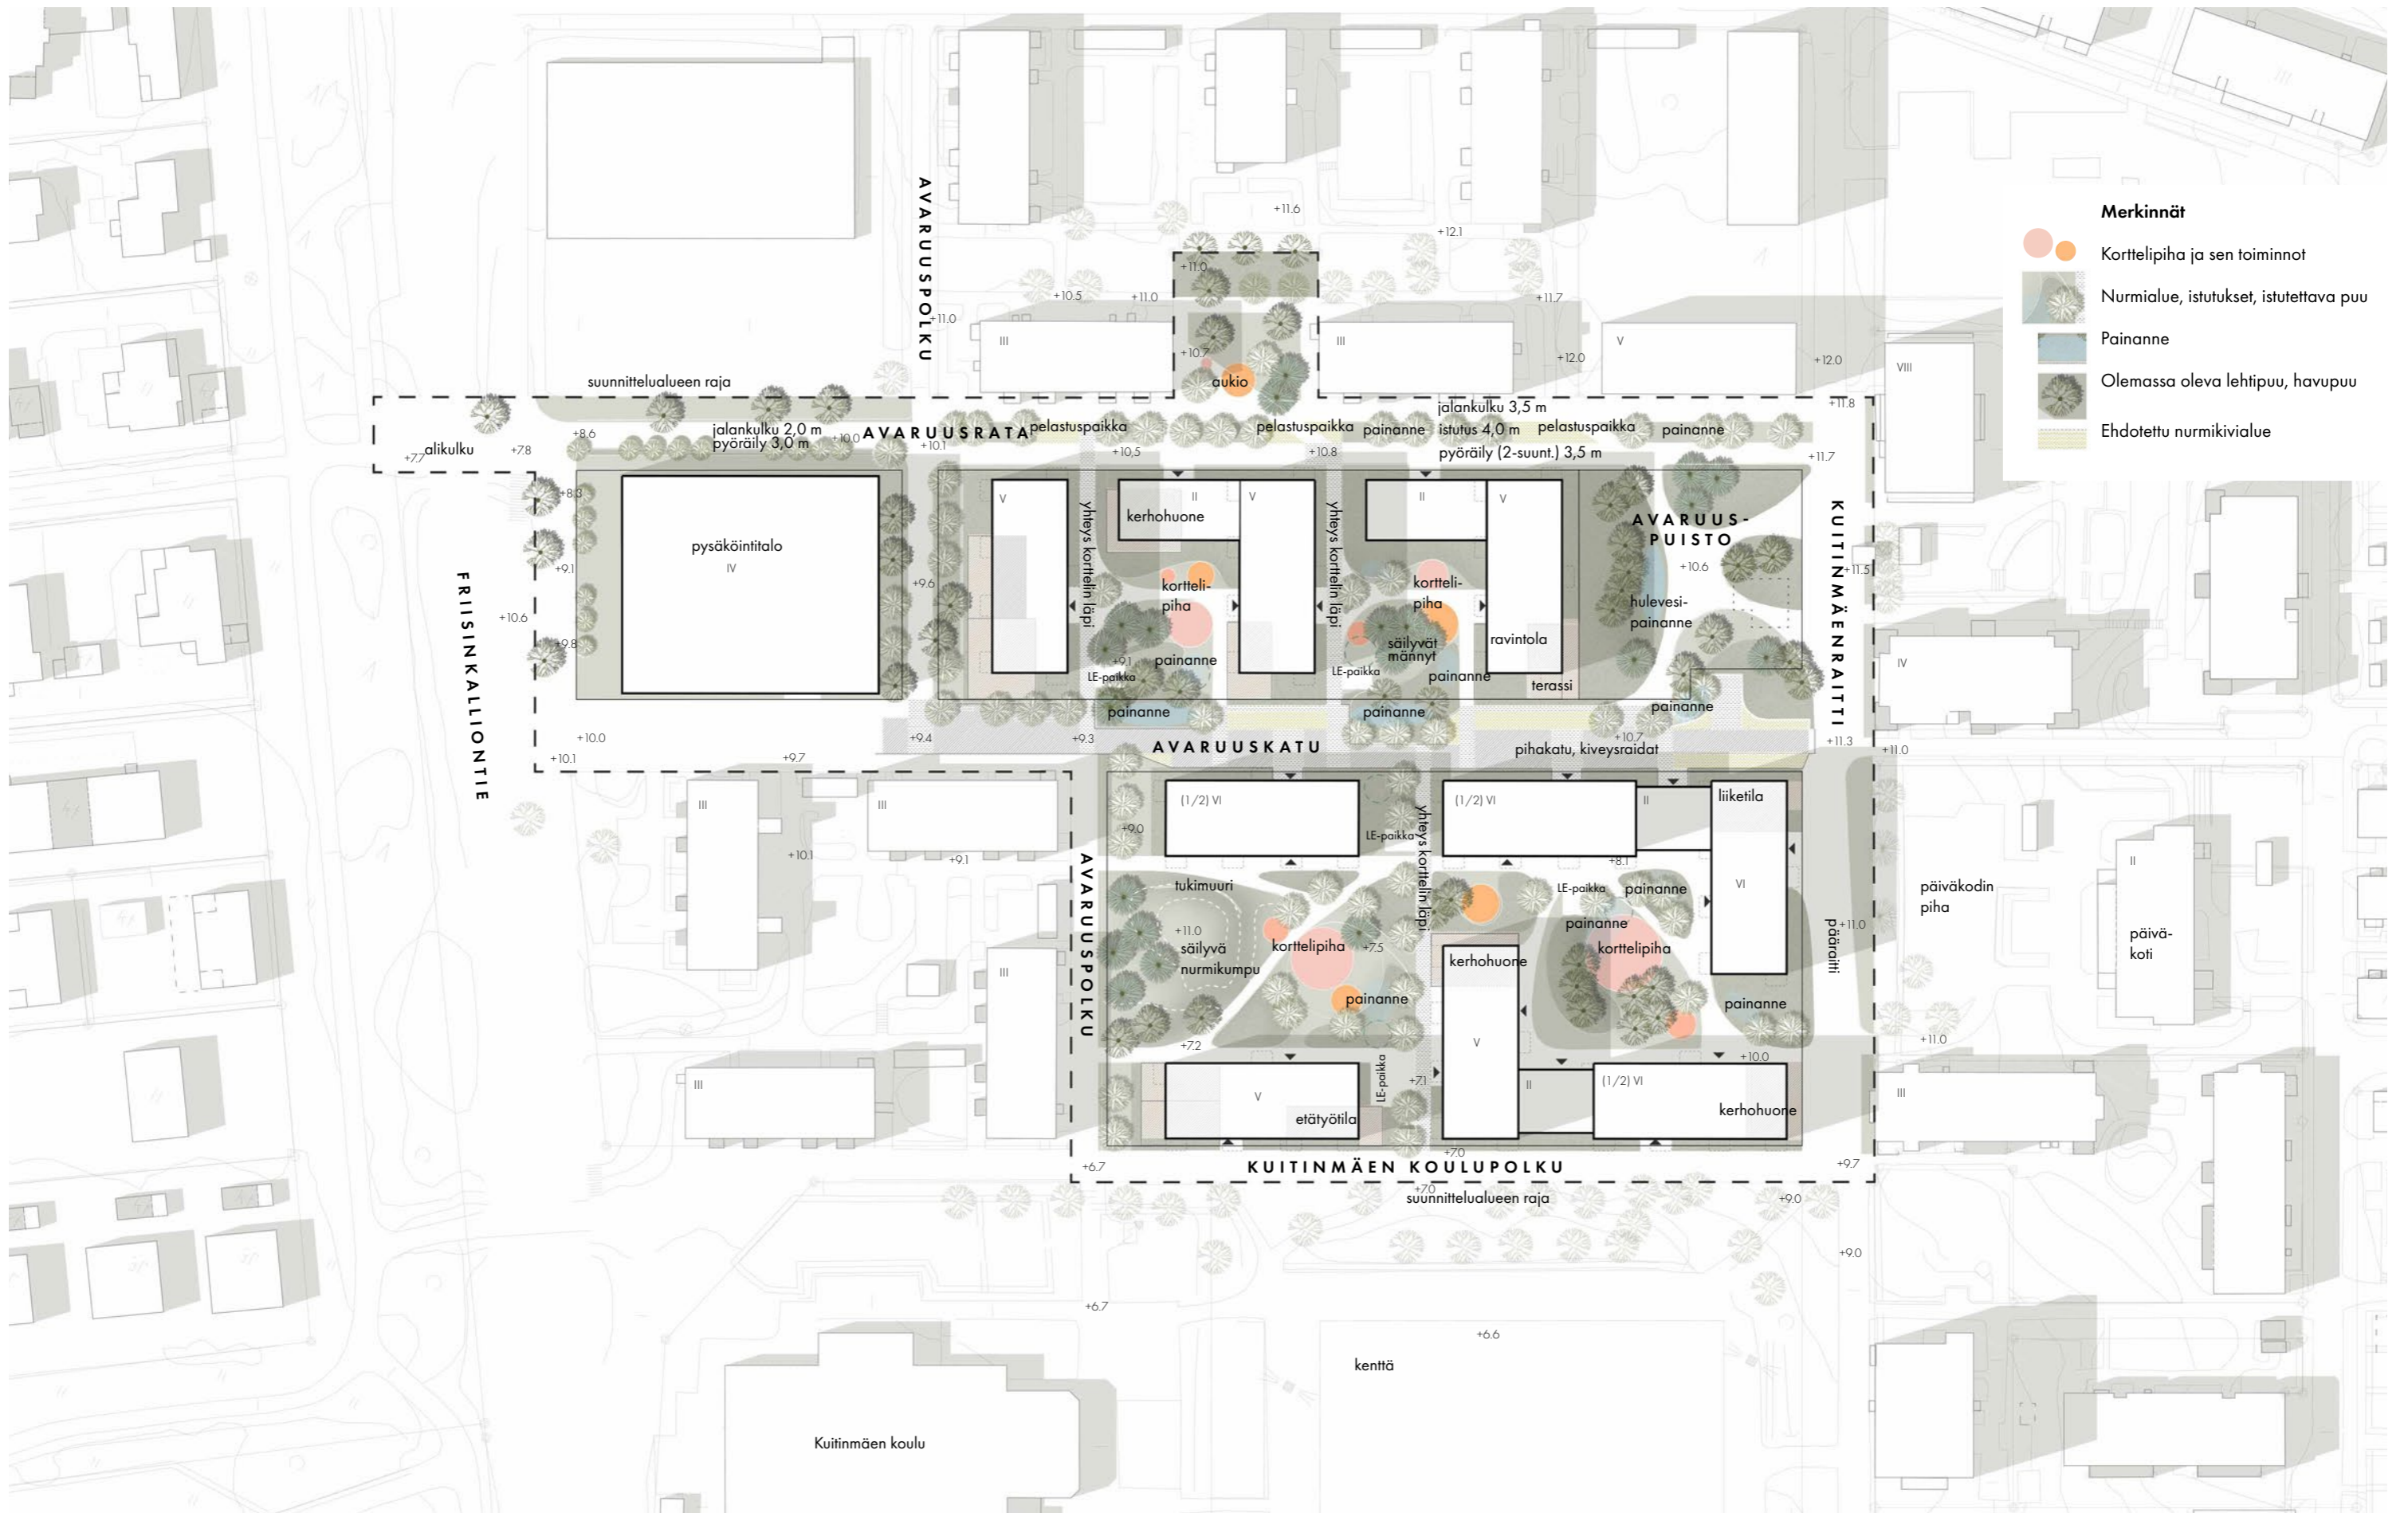 Merkinnät
Korttelipiha ja sen toiminnot
Nurmialue, istutukset, istutettava puu
Painanne
Olemassa oleva lehtipuu, havupuu
Ehdotettu nurmikivialue
AVARUUSPOLKU
+11.6
+12.1
+11.0
+10.5
+11.0
+11.7
+11.0
III
+10.7
III
V
+12.0
+12.0
VIII
suunnittelualueen raja
aukio
+11.8
jalankulku 3,5 m
+8.6
jalankulku 2,0 m
pyöräily 3,0 m
+10.0
AVARUUSRATA
pelastuspaikka
pelastuspaikka
painanne
istutus 4,0 m
pelastuspaikka
painanne
+7.7
alikulku
+7.8
+10.1
+10,5
+10.8
pyöräily (2-suunt.) 3,5 m
+11.7
+8.3
V
II
V
II
V
kerhohuone
yhteys korttelin läpi
yhteys korttelin läpi
AVARUUS-
PUISTO
KUITINMÄENRAITTI
pysäköintitalo
IV
+9.1
+9.6
+10.6
+11.5
kortteli-
piha
kortteli-
piha
hulevesi-
painanne
FRIISINKALLIONTIE
+10.6
+9.8
säilyvät
männyt
ravintola
+9.1
painanne
LE-paikka
LE-paikka
painanne
terassi
IV
painanne
painanne
painanne
+10.0
+9.4
+9.3
AVARUUSKATU
+10.7
pihakatu, kiveysraidat
+11.3
+11.0
+10.1
+9.7
III
III
(1/2) VI
(1/2) VI
II
liiketila
+9.0
LE-paikka
yhteys korttelin läpi
+10.1
+9.1
+8.1
II
AVARUUSPOLKU
tukimuuri
LE-paikka
painanne
VI
päiväkodin
piha
+11.0
säilyvä
nurmikumpu
korttelipiha
+7.5
painanne
korttelipiha
pääraitti
+11.0
päivä-
koti
III
kerhohuone
painanne
painanne
+7.2
V
+10.0
+11.0
III
LE-paikka
+7.1
V
etätyötila
II
(1/2) VI
kerhohuone
III
+6.7
KUITINMÄEN KOULUPOLKU
+7.0
+9.7
+7.0
suunnittelualueen raja
+9.0
+9.0
+6.7
+6.6
kenttä
Kuitinmäen koulu